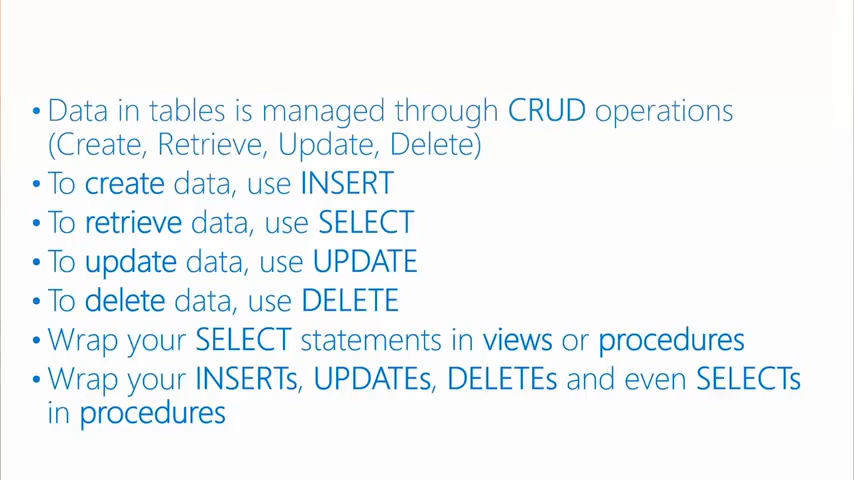 • Data in tables is managed through CRUD operations
(Create, Retrieve, Update, Delete)
• To create data, use INSERT
• To retrieve data, use SELECT
• To update data, use UPDATE
• To delete data, use DELETE
• Wrap your SELECT statements in views or procedures
• Wrap your INSERTs, UPDATEs, DELETEs and even SELECTs
in procedures